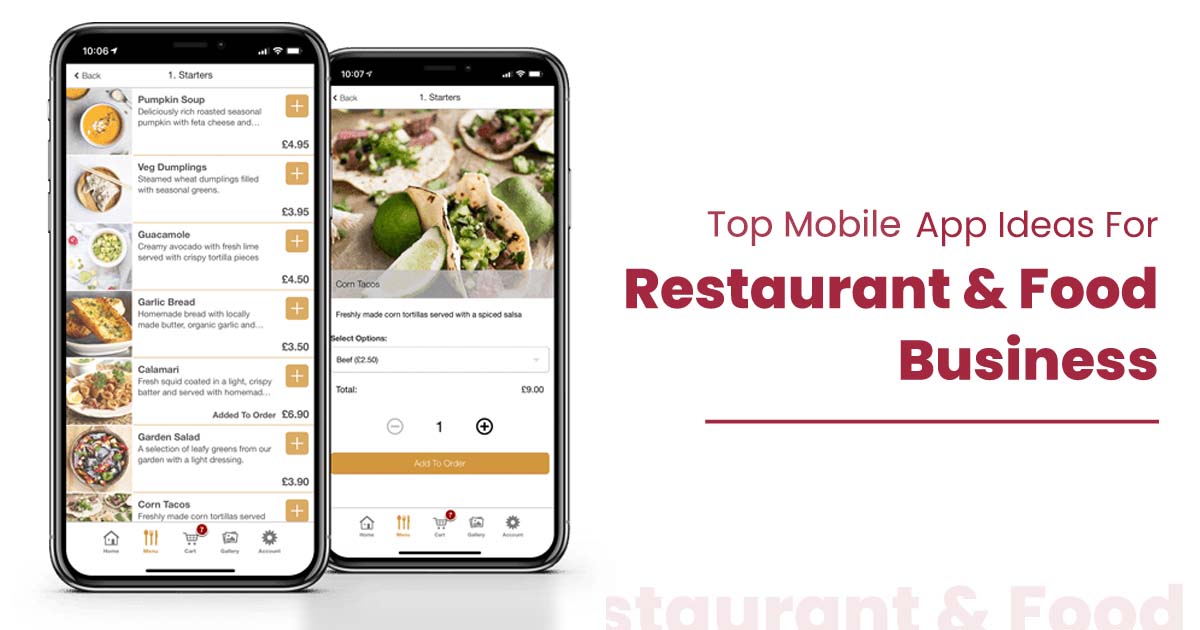 10:06
Back
1. Starters
Pumpkin Soup
Deliciously rich roasted seasonal
pumpkin with feta cheese and...
£4.95
Veg Dumplings
Steamed wheat dumplings filled
with seasonal greens.
£3.95
Guacamole
Creamy avocado with fresh lime
served with crispy tortilla pieces
£4.50
Garlic Bread
Homemade bread with locally
made butter, organic garlic and...
£3.50
Calamari
Fresh squid coated in a light, crispy
batter and served with homemad...
Added To Order £6.90
Garden Salad
A selection of leafy greens from our
garden with a light dressing.
£3.90
Corn Tacos
Freshly made corn tortillas served
7
Home Menu Cart Gallery Account
10:07
Back
1. Starters
Corn Tacos
Freshly made corn tortillas served with a spiced salsa
Select Options:
Beef (£2.50)
Total: £9.00
1
Add To Order
7
Home Menu Cart Gallery Account
Top Mobile App Ideas For
Restaurant & Food
Business
staurant & Food